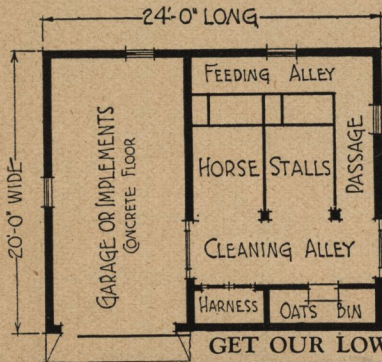 24'-0" LONG
FEEDING ALLEY
20'-0" WIDE
GARAGE OR IMPLEMENTS
CONCRETE FLOOR
HORSE STALLS
PASSAGE
CLEANING ALLEY
HARNESS
OATS BIN
GET OUR LOW